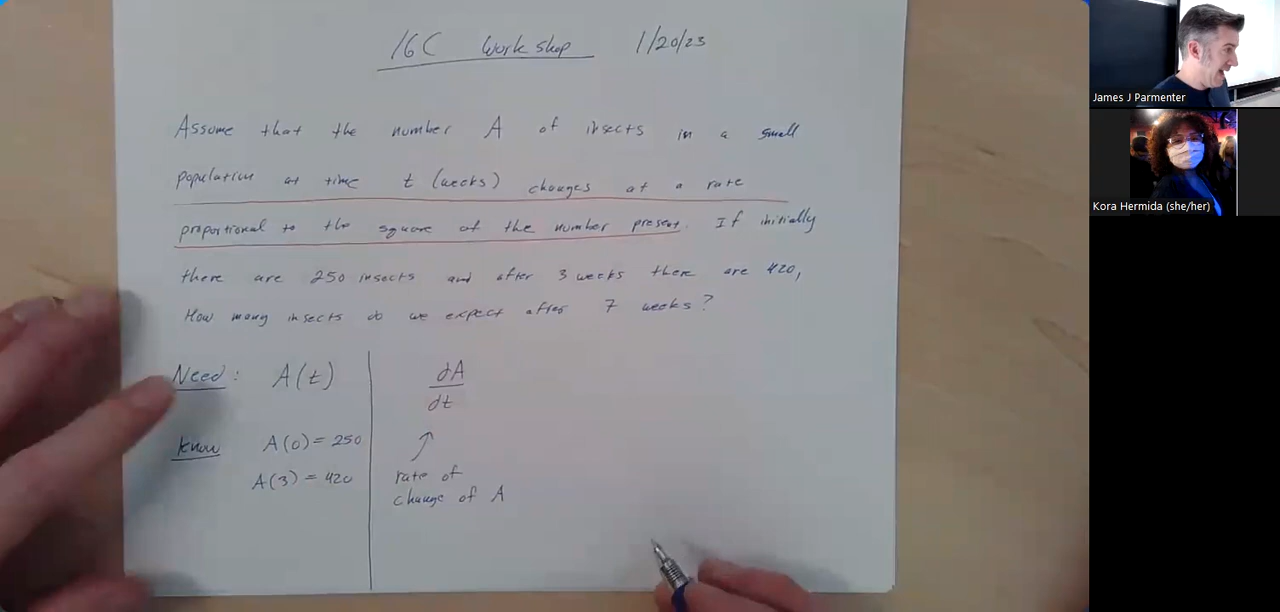 16C Workshop 1/20/23
Assume that the number A of insects in a small
population at time t (weeks) changes at a rate
proportional to the square of the number present. If initially
there are 250 insects and after 3 weeks there are 420,
How many insects do we expect after 7 weeks?
Need: A(t)
Know A(0) = 250
A(3) = 420
dA
dt
rate of
change of A
James J Parmenter
Kora Hermida (she/her)